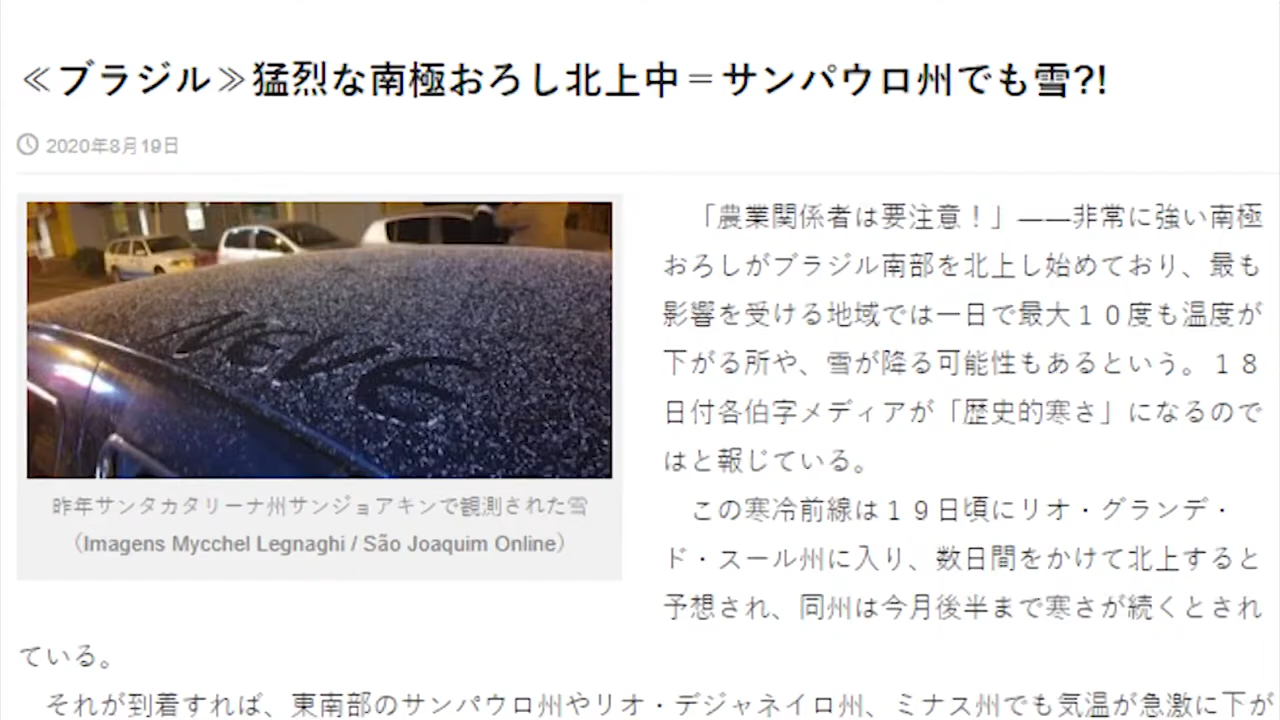 ≪ブラジル≫猛烈な南極おろし北上中＝サンパウロ州でも雪?!
2020年8月19日
Neve
昨年サンタカタリーナ州サンジョアキンで観測された雪
（Imagens Mycchel Legnaghi / São Joaquim Online）
「農業関係者は要注意！」――非常に強い南極
おろしがブラジル南部を北上し始めており、最も
影響を受ける地域では一日で最大１０度も温度が
下がる所や、雪が降る可能性もあるという。１８
日付各伯字メディアが「歴史的寒さ」になるので
はと報じている。
この寒冷前線は１９日頃にリオ・グランデ・
ド・スール州に入り、数日間をかけて北上すると
予想され、同州は今月後半まで寒さが続くとされ
ている。
それが到着すれば、東南部のサンパウロ州やリオ・デジャネイロ州、ミナス州でも気温が急激に下が